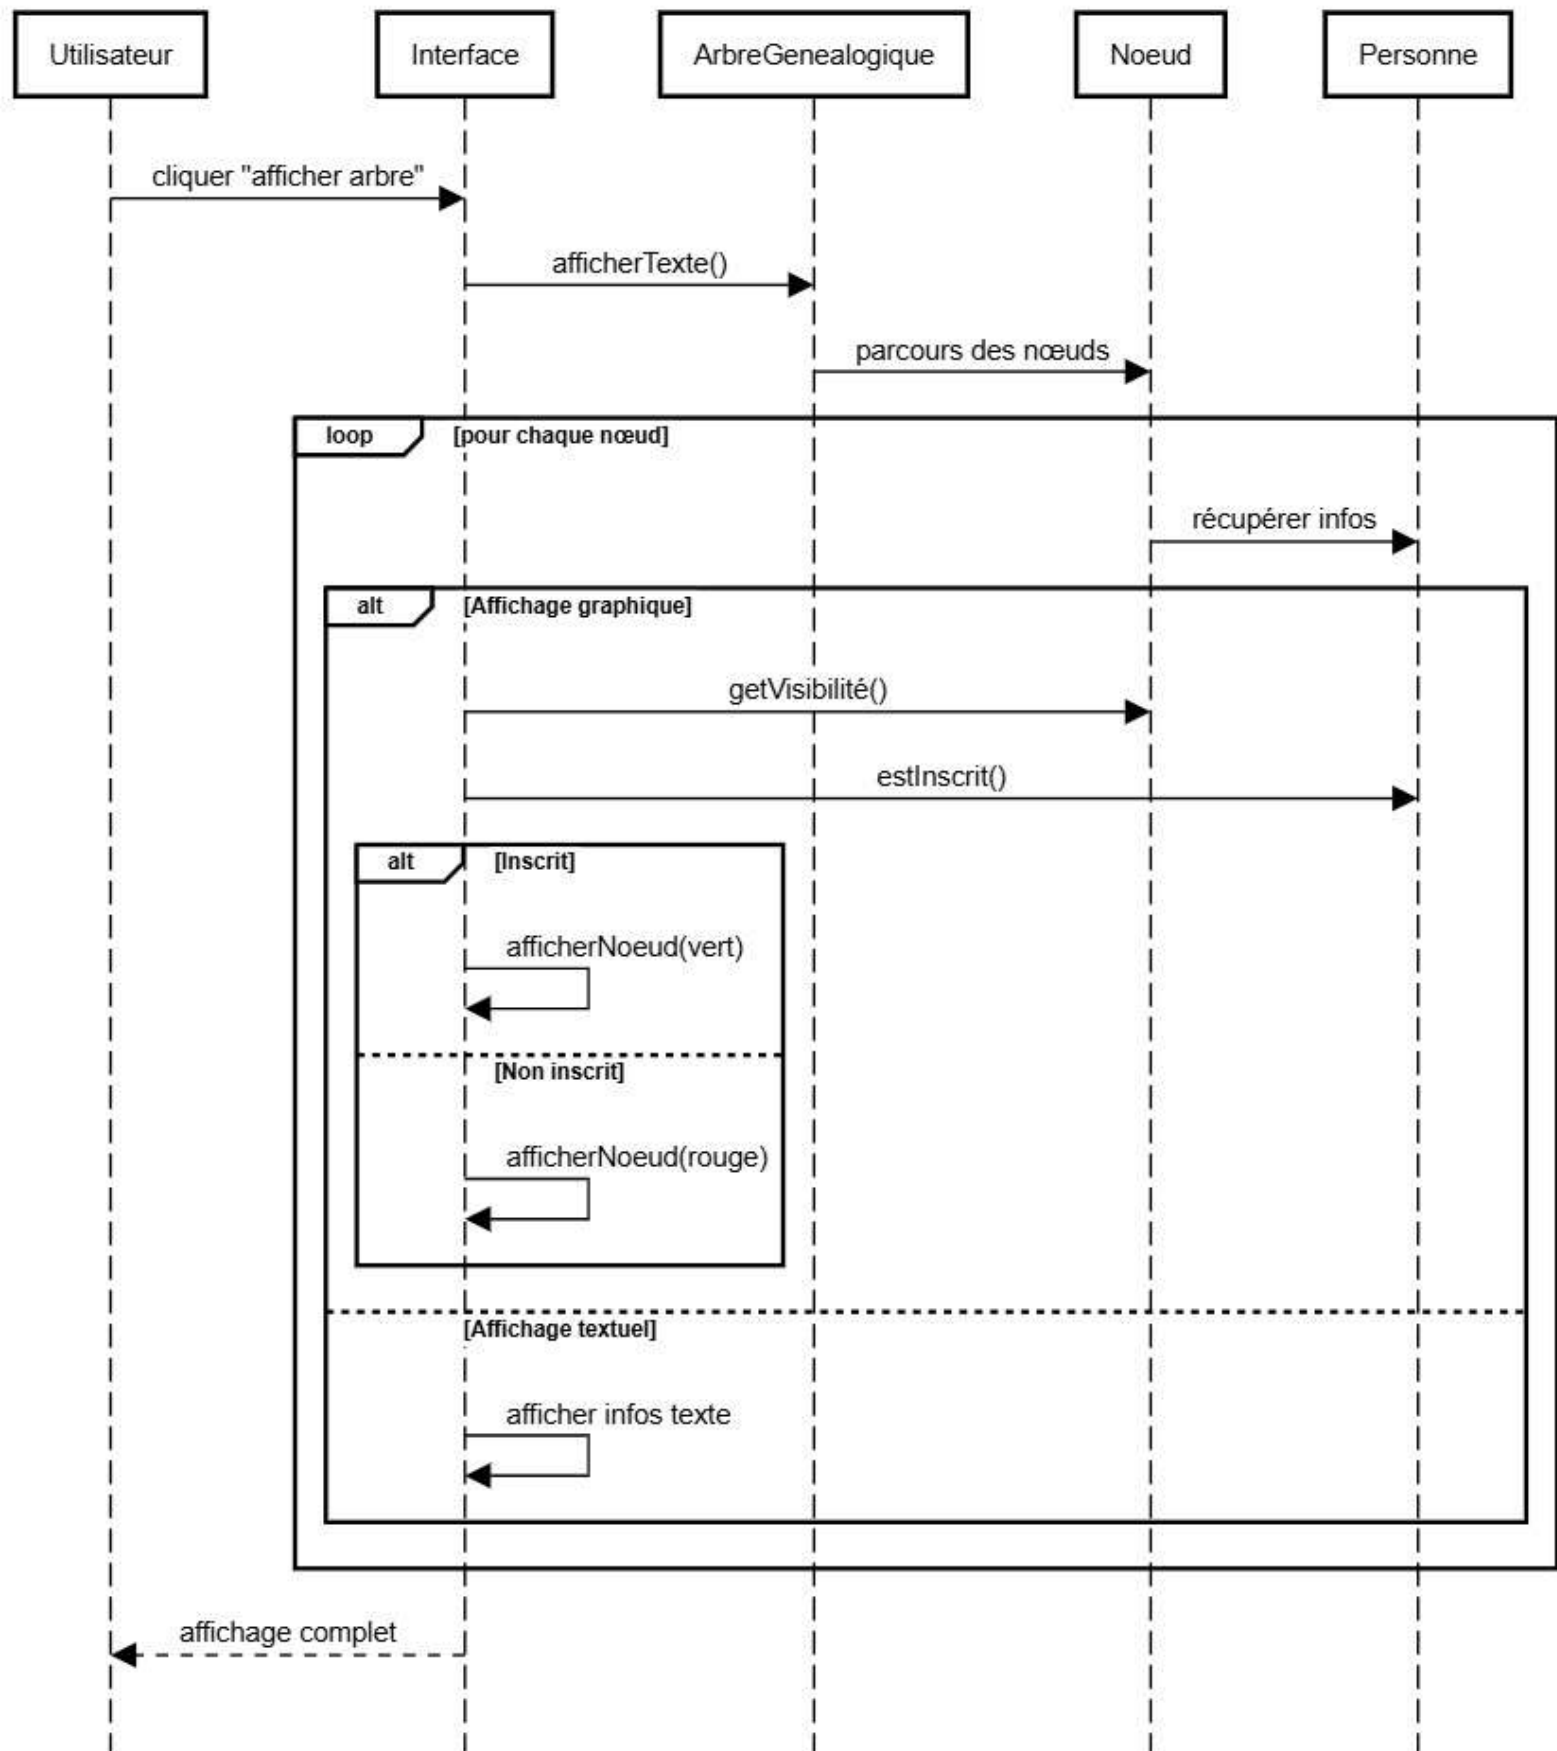 Utilisateur
Interface
ArbreGenealogique
Noeud
Personne
cliquer "afficher arbre"
afficherTexte()
parcours des nœuds
loop
[pour chaque nœud]
récupérer infos
alt
[Affichage graphique]
getVisibilité()
estInscrit()
alt
[Inscrit]
afficherNoeud(vert)
[Non inscrit]
afficherNoeud(rouge)
[Affichage textuel]
afficher infos texte
affichage complet